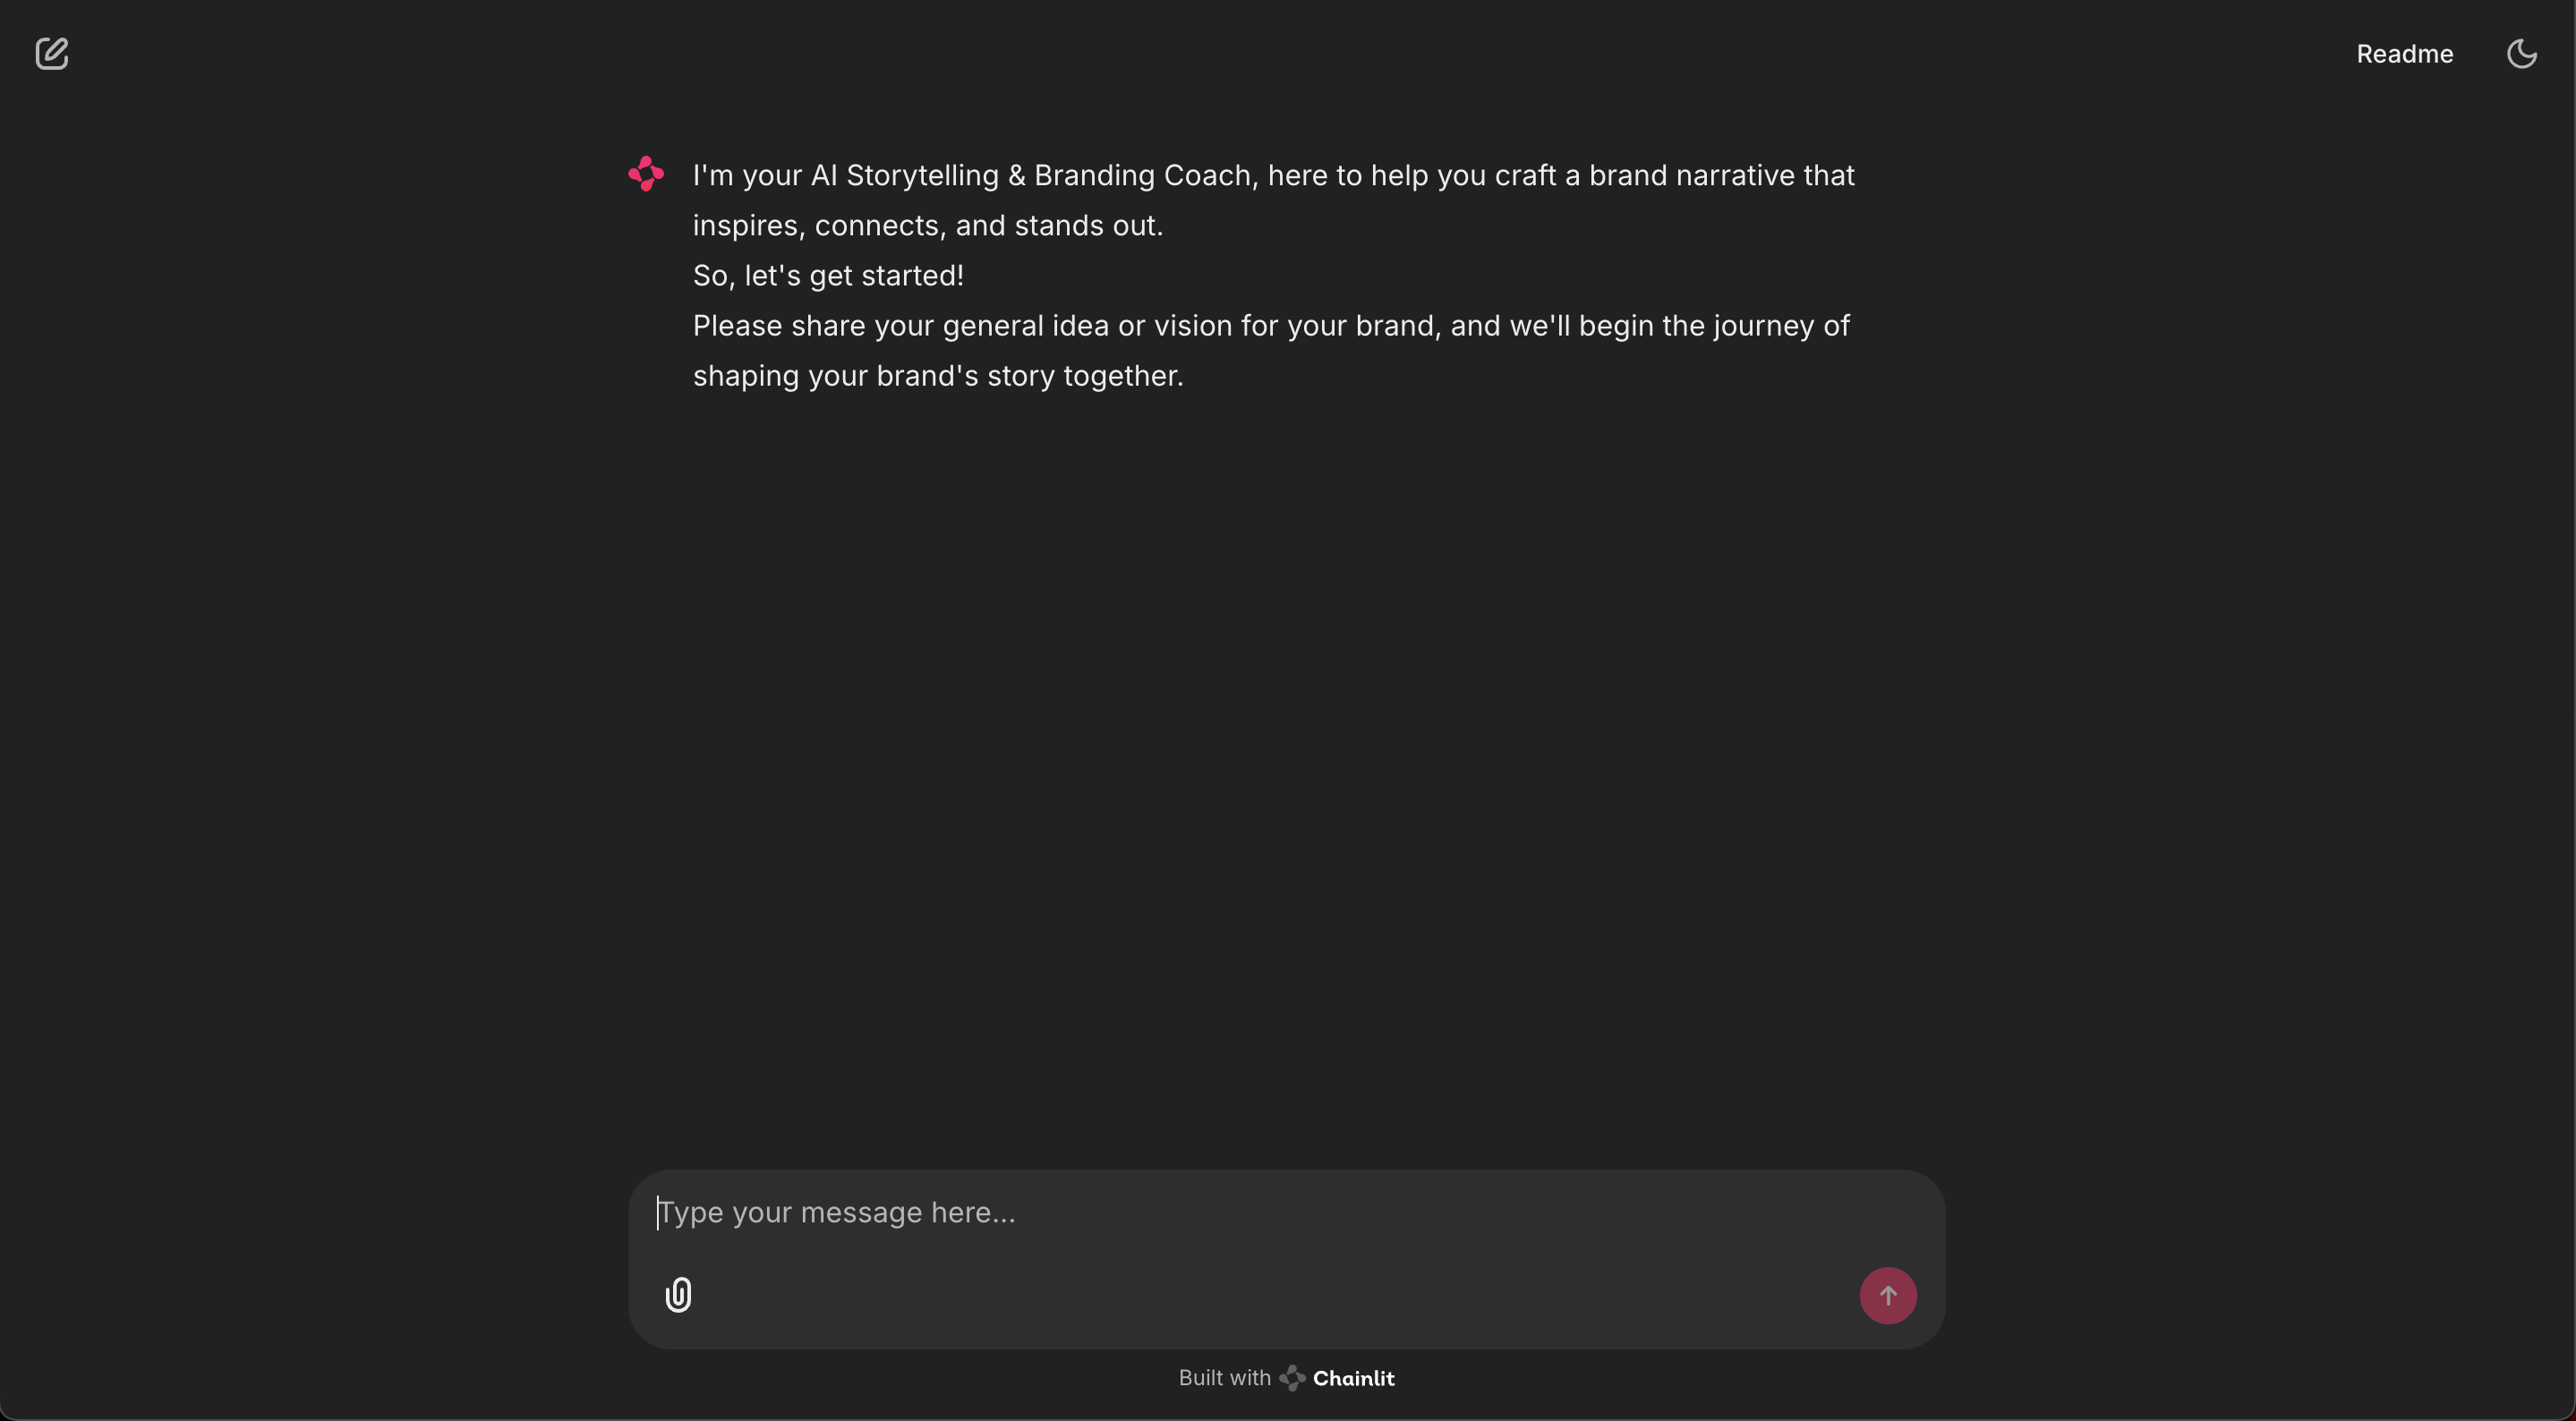 Readme
I'm your AI Storytelling & Branding Coach, here to help you craft a brand narrative that
inspires, connects, and stands out.
So, let's get started!
Please share your general idea or vision for your brand, and we'll begin the journey of
shaping your brand's story together.
Type your message here...
Built with Chainlit